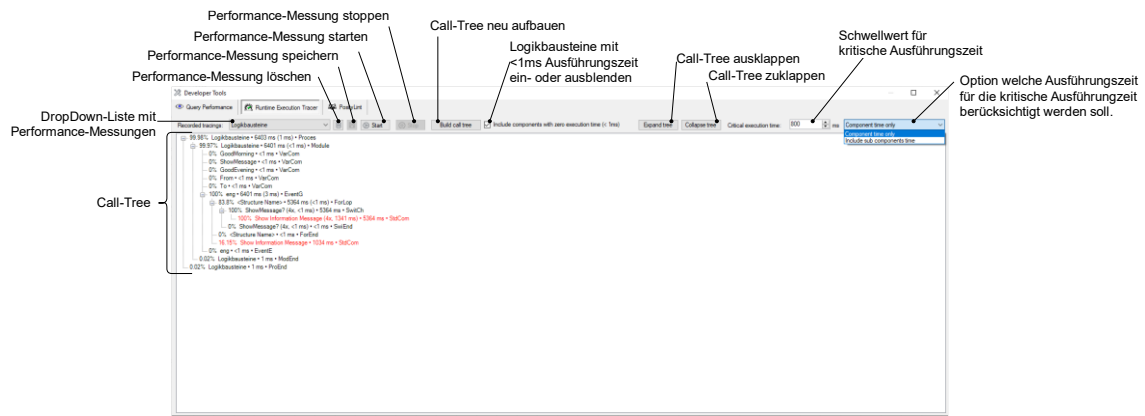 Performance-Messung stoppen
Performance-Messung starten
Performance-Messung speichern
Performance-Messung löschen
Call-Tree neu aufbauen
Logikbausteine mit
<1ms Ausführungszeit
ein- oder ausblenden
Call-Tree ausklappen
Call-Tree zuklappen
Schwellwert für
kritische Ausführungszeit
Option welche Ausführungszeit
für die kritische Ausführungzeit
berücksichtigt werden soll.
DropDown-Liste mit
Performance-Messungen
Call-Tree
Developer Tools
Query Performance
Runtime Execution Tracer
PositivLint
Recorded tracings:
Logikbausteine
Start
Stop
Build call tree
Include components with zero execution time (< 1ms)
Expand tree
Collapse tree
Critical execution time:
800
ms
Component time only
Component time only
Include sub components time
99.98% Logikbausteine • 6403 ms (1 ms) • Proces
99.97% Logikbausteine • 6401 ms (<1 ms) • Module
0% GoodMorning • <1 ms • VarCom
0% ShowMessage • <1 ms • VarCom
0% GoodEvening • <1 ms • VarCom
0% From • <1 ms • VarCom
0% To • <1 ms • VarCom
100% eng • 6401 ms (3 ms) • EventG
83.8% <Structure Name> • 5364 ms (<1 ms) • ForLop
100% ShowMessage? (4x, <1 ms) • 5364 ms • SwitCh
100% Show Information Message (4x, 1341 ms) • 5364 ms • StdCom
0% ShowMessage? (4x, <1 ms) • <1 ms • SwiEnd
0% <Structure Name> • <1 ms • ForEnd
16.15% Show Information Message • 1034 ms • StdCom
0% eng • <1 ms • EventE
0.02% Logikbausteine • 1 ms • ModEnd
0.02% Logikbausteine • 1 ms • ProEnd